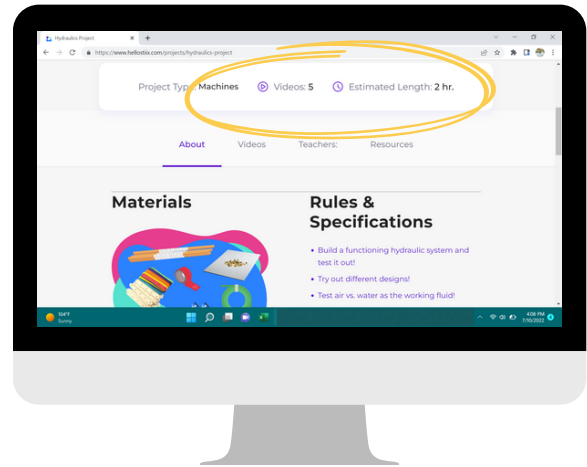 Hydraulics Project
https://www.hellostix.com/projects/hydraulics-project
Project Type: Machines Videos: 5 Estimated Length: 2 hr.
About Videos Teachers: Resources
Materials
Rules &
Specifications
• Build a functioning hydraulic system and
test it out!
• Try out different designs!
• Test air vs. water as the working fluid!
104°F
Sunny
4:08 PM
7/10/2022